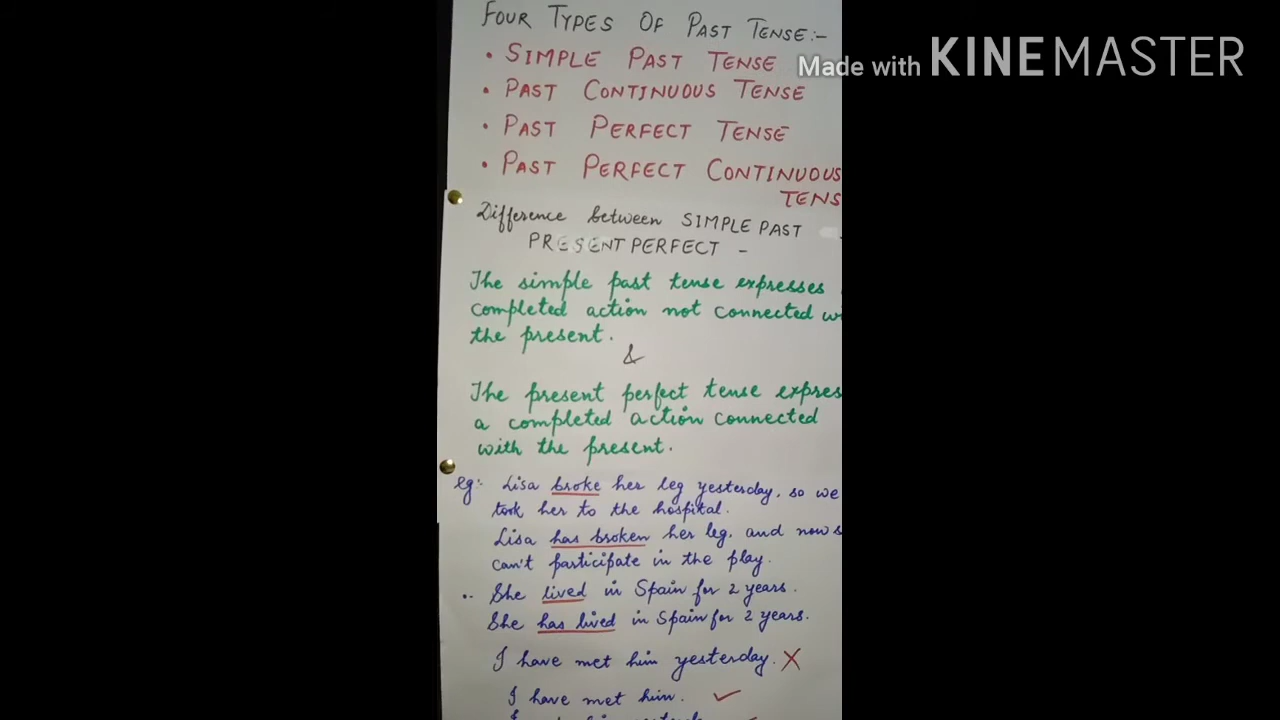 FOUR TYPES OF PAST TENSE:-
Made with KINEMASTER
• SIMPLE PAST TENSE
• PAST CONTINUOUS TENSE
• PAST PERFECT TENSE
• PAST PERFECT CONTINUOUS
TENS
Difference between SIMPLE PAST
PRESENT PERFECT -
The simple past tense expresses
completed action not connected w
the present.
&
The present perfect tense expres
a completed action connected
with the present.
eg:- Lisa broke her leg yesterday, so we
took her to the hospital.
Lisa has broken her leg, and now s
can't participate in the play.
•- She lived in Spain for 2 years.
She has lived in Spain for 2 years.
I have met him yesterday. X
I have met him. ✓